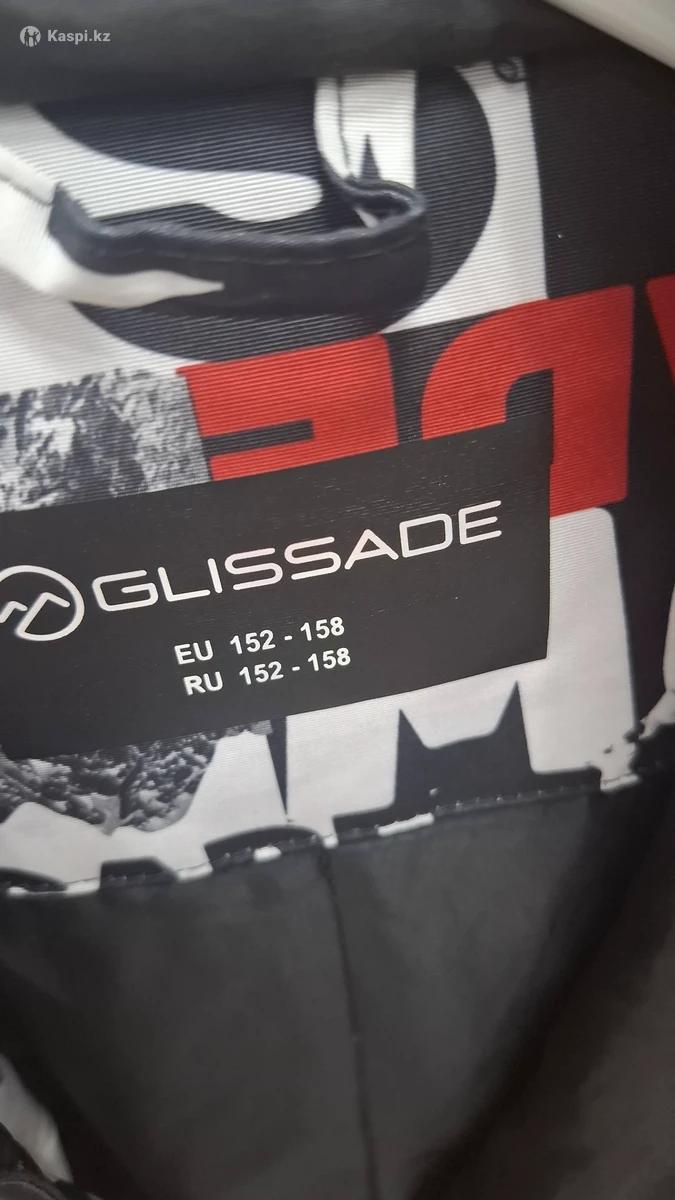 Kaspi.kz
GLISSADE
EU 152 - 158
RU 152 - 158